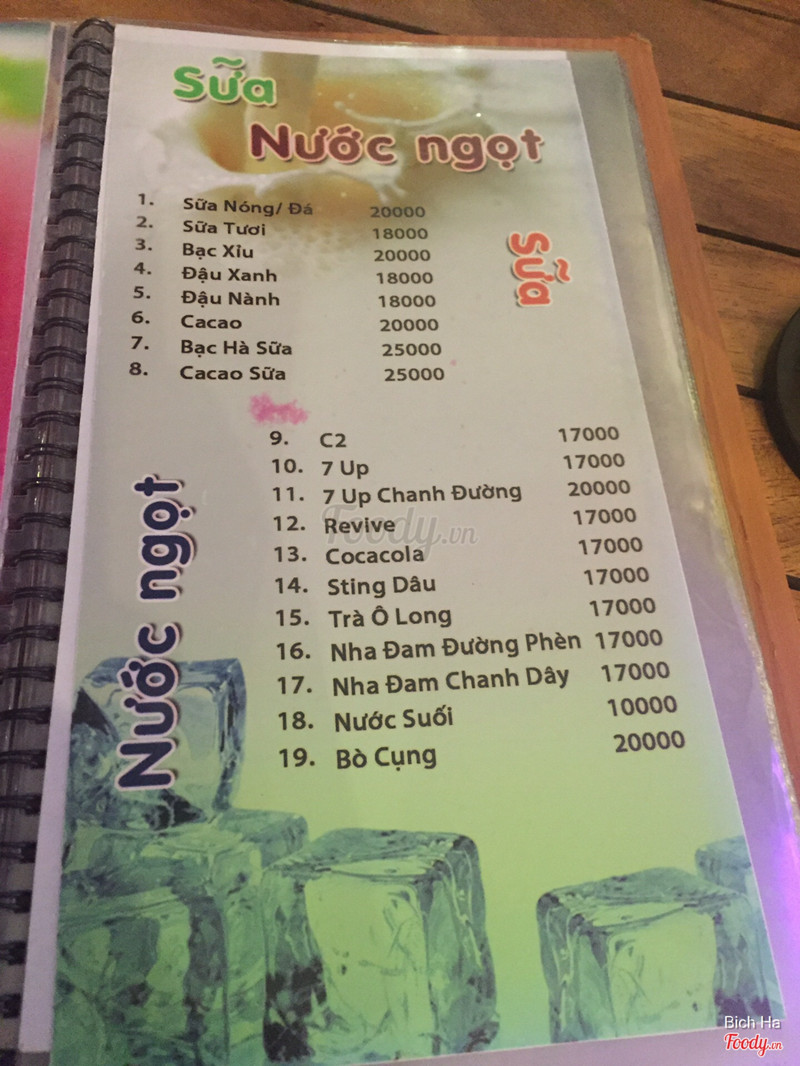 Sữa
Nước ngọt
1. Sữa Nóng/ Đá 20000
2. Sữa Tươi 18000
3. Bạc Xỉu 20000
4. Đậu Xanh 18000
5. Đậu Nành 18000
6. Cacao 20000
7. Bạc Hà Sữa 25000
8. Cacao Sữa 25000
Sữa
Nước ngọt
9. C2 17000
10. 7 Up 17000
11. 7 Up Chanh Đường 20000
12. Revive 17000
13. Cocacola 17000
14. Sting Dâu 17000
15. Trà Ô Long 17000
16. Nha Đam Đường Phèn 17000
17. Nha Đam Chanh Dây 17000
18. Nước Suối 10000
19. Bò Cụng 20000
Foody.vn
Bich Ha
Foody.vn